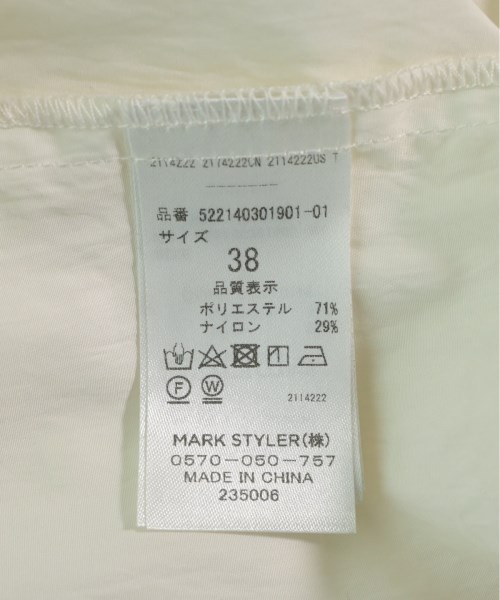 2114222 2114222CN 2114222US T
品番 522140301901-01
サイズ
38
品質表示
ポリエステル 71%
ナイロン 29%
F W
2114222
MARK STYLER(株)
0570-050-757
MADE IN CHINA
235006